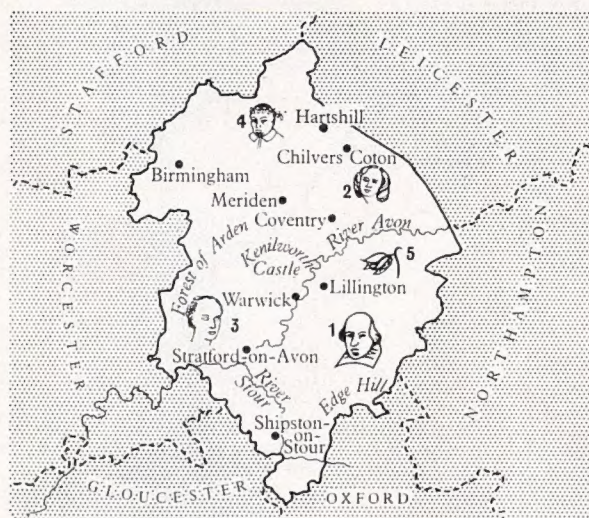 STAFFORD
LEICESTER
4
Hartshill
Chilvers Coton
Birmingham
2
Meriden
Coventry
River Avon
Forest of Arden
Kenilworth
Castle
5
WORCESTER
NORTHAMPTON
Warwick
Lillington
3
1
Stratford-on-Avon
River
Stour
Edge Hill
Shipston-
on-
Stour
GLOUCESTER
OXFORD